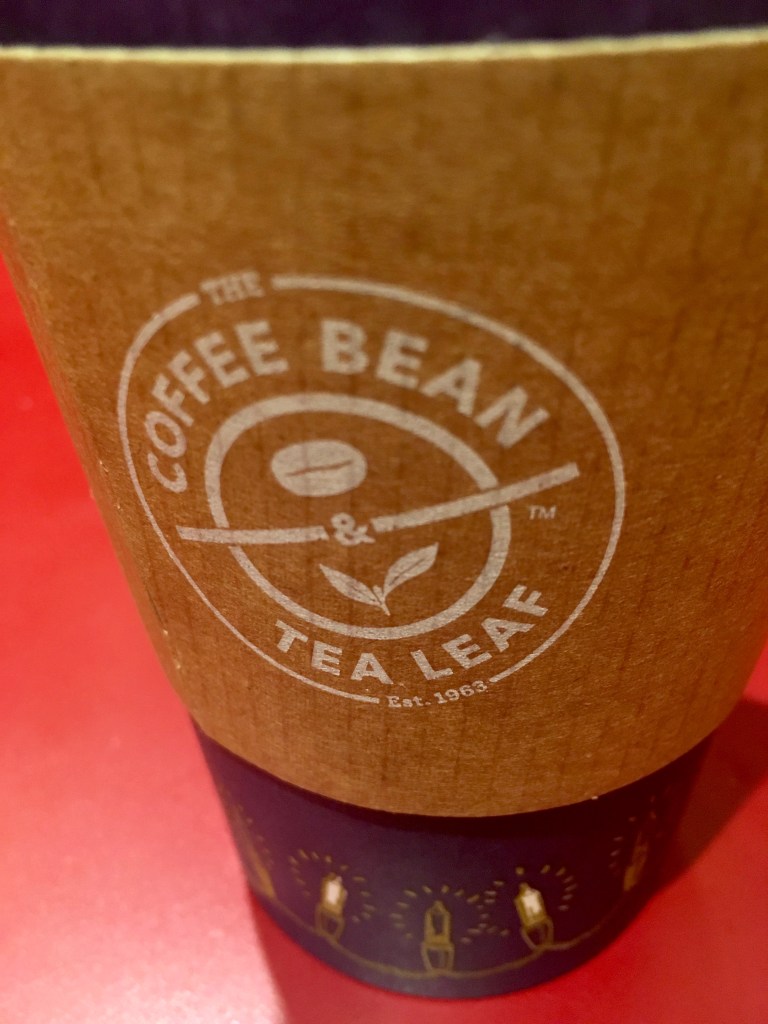 THE
COFFEE BEAN
&
TM
TEA LEAF
Est. 1963